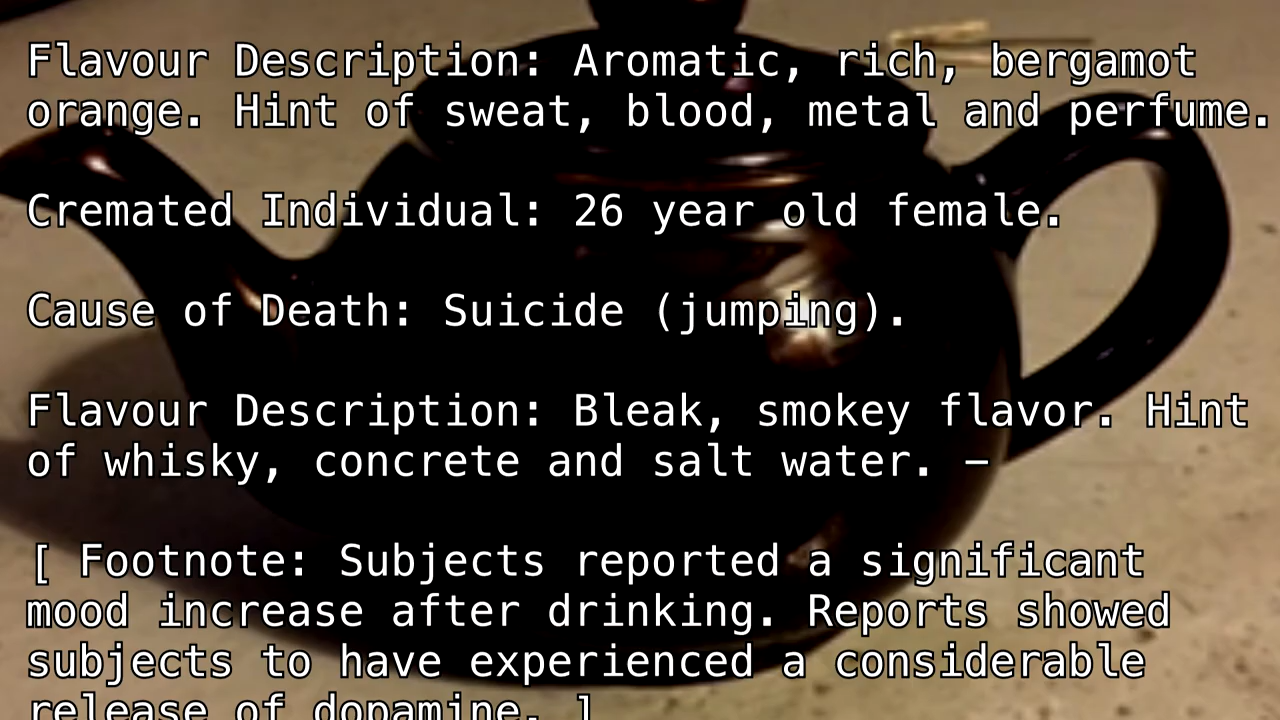 Flavour Description: Aromatic, rich, bergamot
orange. Hint of sweat, blood, metal and perfume.
Cremated Individual: 26 year old female.
Cause of Death: Suicide (jumping).
Flavour Description: Bleak, smokey flavor. Hint
of whisky, concrete and salt water. –
[ Footnote: Subjects reported a significant
mood increase after drinking. Reports showed
subjects to have experienced a considerable
release of dopamine. ]